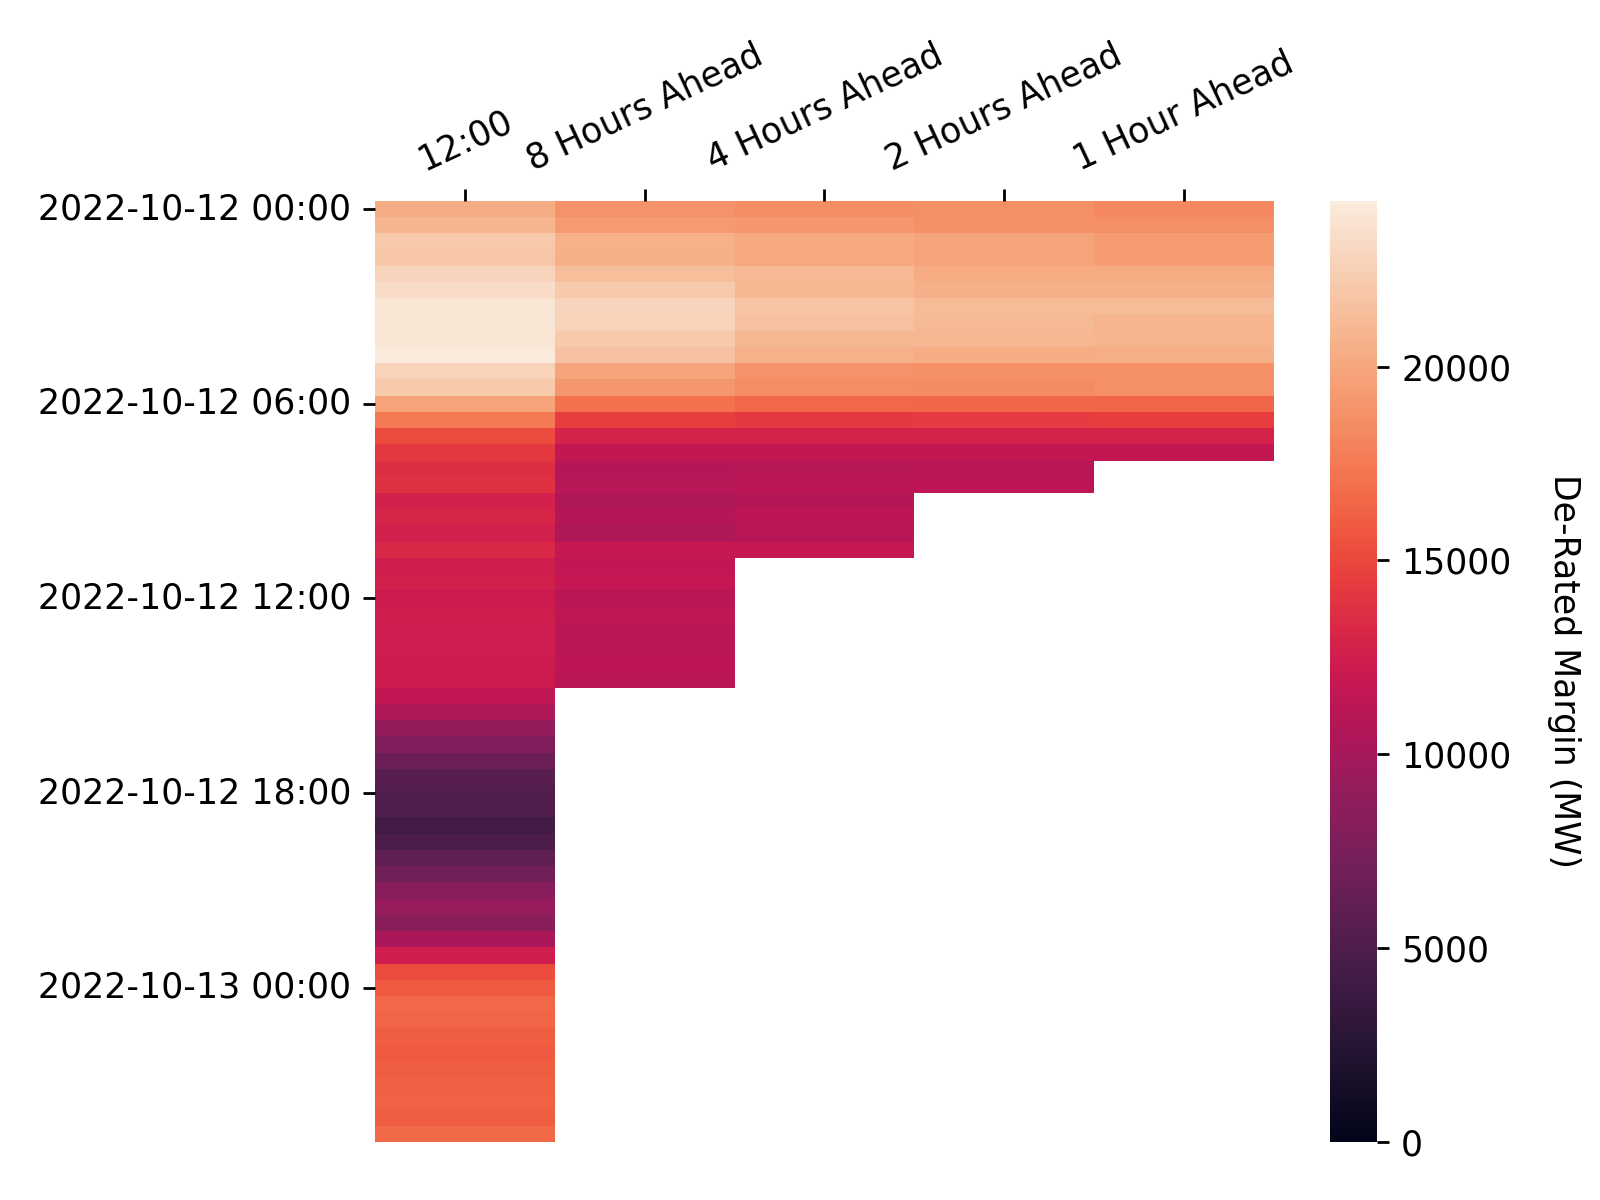 12:00
8 Hours Ahead
4 Hours Ahead
2 Hours Ahead
1 Hour Ahead
2022-10-12 00:00
2022-10-12 06:00
2022-10-12 12:00
2022-10-12 18:00
2022-10-13 00:00
20000
15000
10000
5000
0
De-Rated Margin (MW)